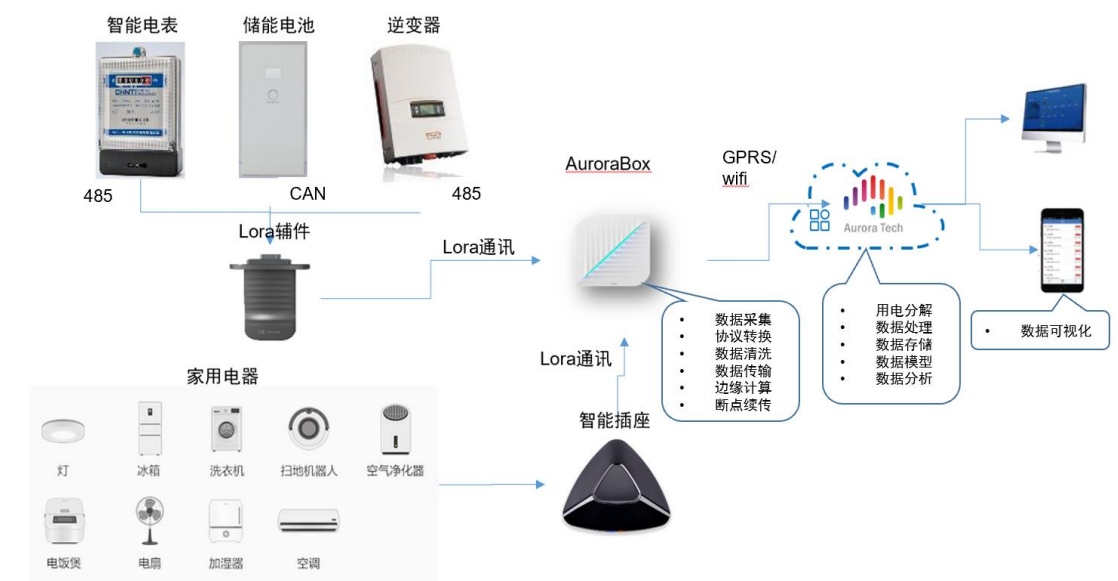 智能电表
储能电池
逆变器
CHNT
485
CAN
485
Lora辅件
Lora通讯
AuroraBox
GPRS/
wifi
Aurora Tech
• 数据采集
• 协议转换
• 数据清洗
• 数据传输
• 边缘计算
• 断点续传
• 用电分解
• 数据处理
• 数据存储
• 数据模型
• 数据分析
• 数据可视化
Lora通讯
智能插座
家用电器
灯
冰箱
洗衣机
扫地机器人
空气净化器
电饭煲
电扇
加湿器
空调